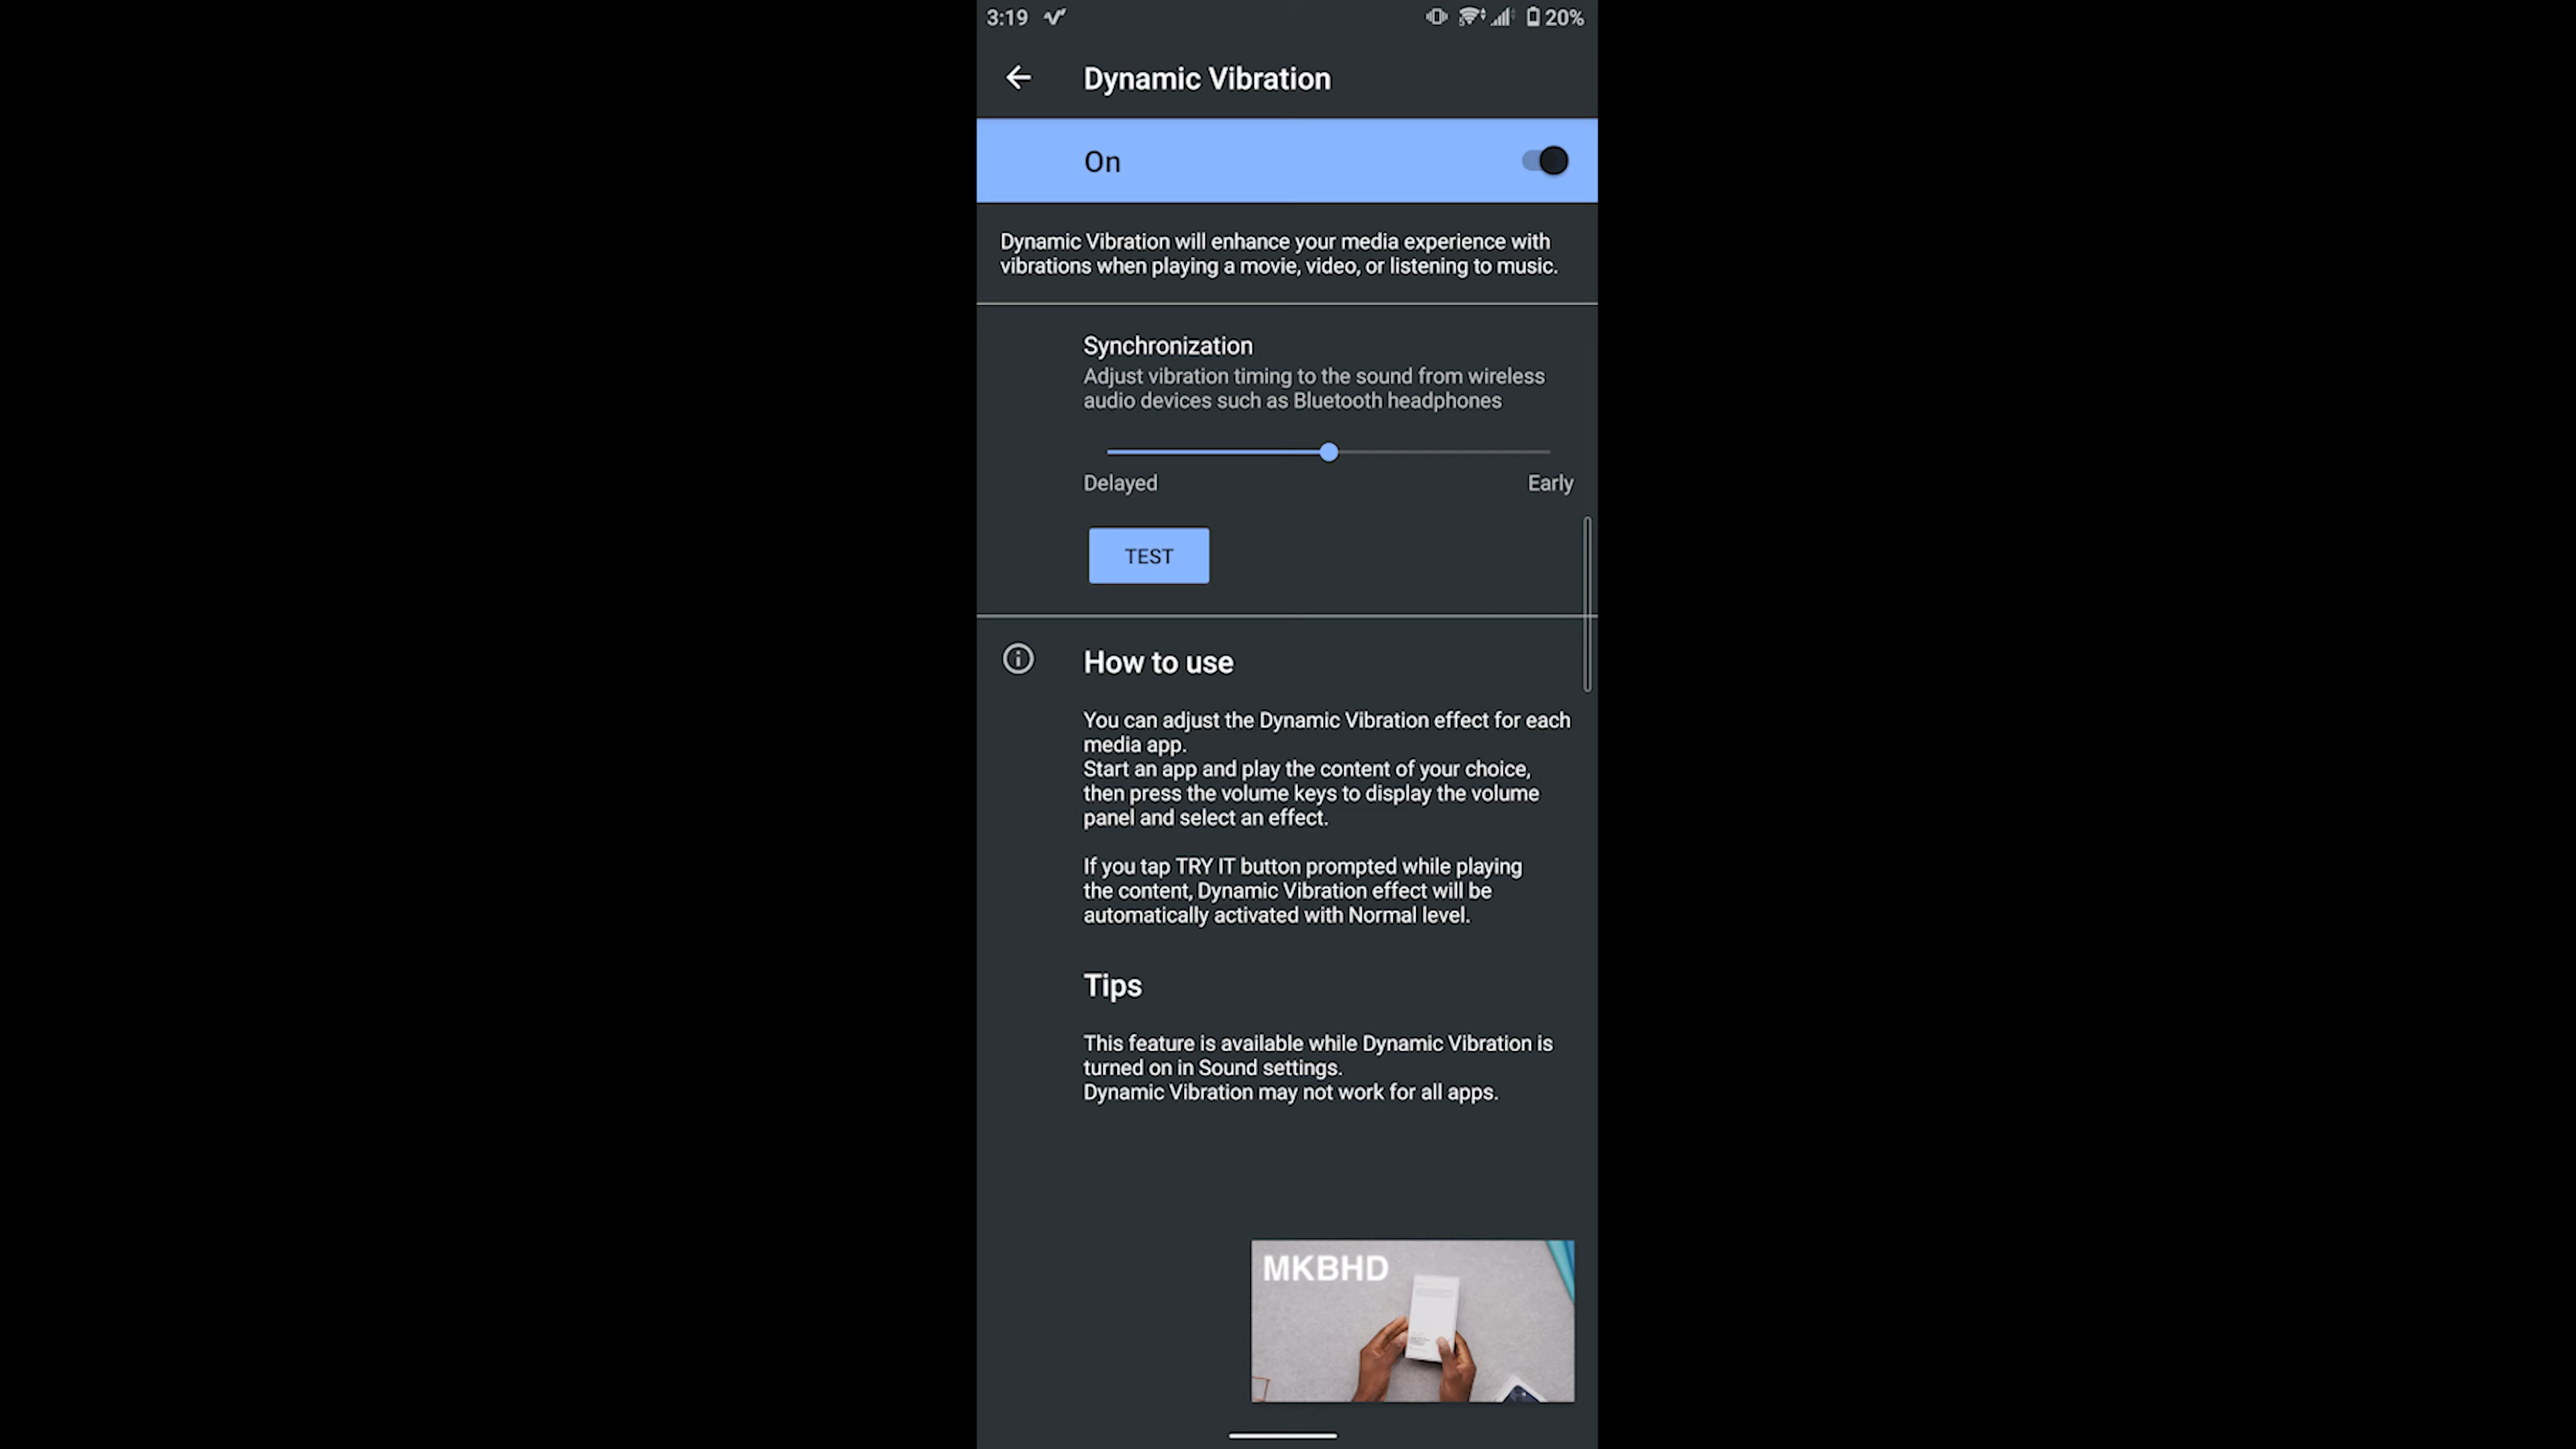 3:19
20%
Dynamic Vibration
On
Dynamic Vibration will enhance your media experience with
vibrations when playing a movie, video, or listening to music.
Synchronization
Adjust vibration timing to the sound from wireless
audio devices such as Bluetooth headphones
Delayed
Early
TEST
How to use
You can adjust the Dynamic Vibration effect for each
media app.
Start an app and play the content of your choice,
then press the volume keys to display the volume
panel and select an effect.
If you tap TRY IT button prompted while playing
the content, Dynamic Vibration effect will be
automatically activated with Normal level.
Tips
This feature is available while Dynamic Vibration is
turned on in Sound settings.
Dynamic Vibration may not work for all apps.
MKBHD